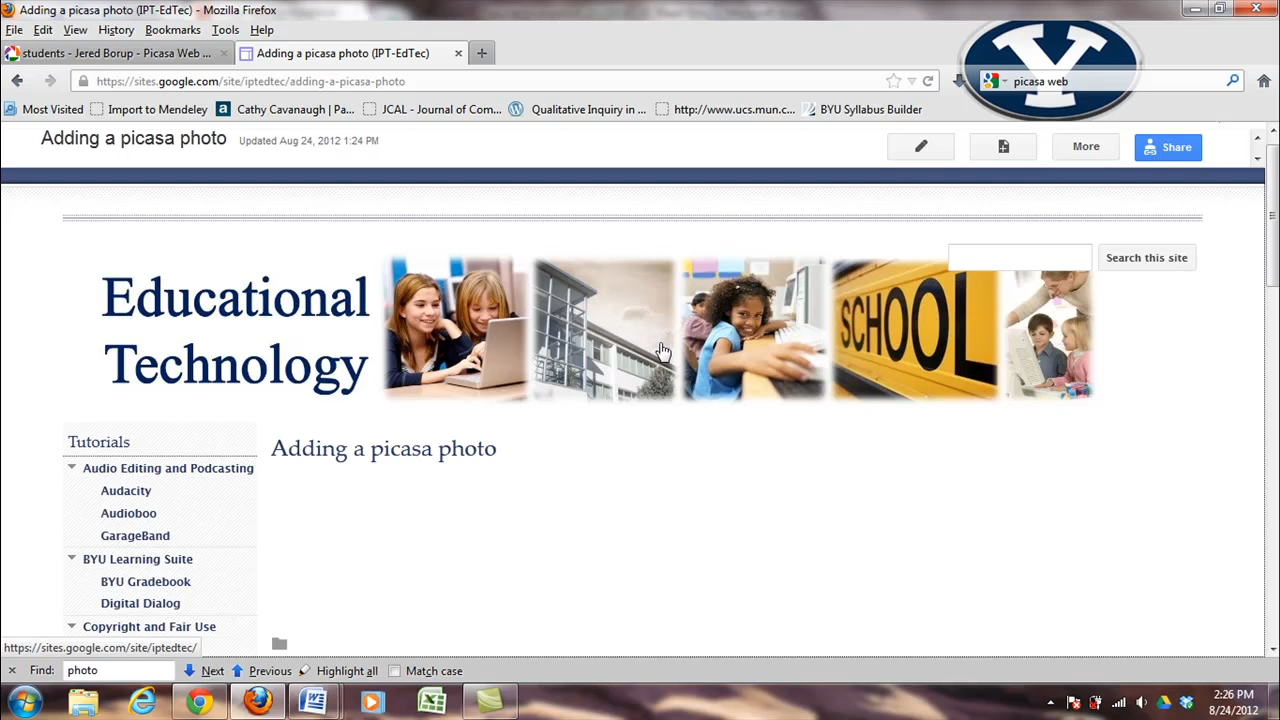 Adding a picasa photo (IPT-EdTec) - Mozilla Firefox
File Edit View History Bookmarks Tools Help
students - Jered Borup - Picasa Web ... Adding a picasa photo (IPT-EdTec)
https://sites.google.com/site/iptedtec/adding-a-picasa-photo picasa web
Most Visited Import to Mendeley Cathy Cavanaugh | JCAL - Journal of Com... Qualitative Inquiry in ... http://www.ucs.mun.c... BYU Syllabus Builder
Adding a picasa photo Updated Aug 24, 2012 1:24 PM More Share
Search this site
Educational
Technology
SCHOOL
Tutorials
Adding a picasa photo
Audio Editing and Podcasting
Audacity
Audioboo
GarageBand
BYU Learning Suite
BYU Gradebook
Digital Dialog
Copyright and Fair Use
https://sites.google.com/site/iptedtec/
Find: photo Next Previous Highlight all Match case
2:26 PM
8/24/2012